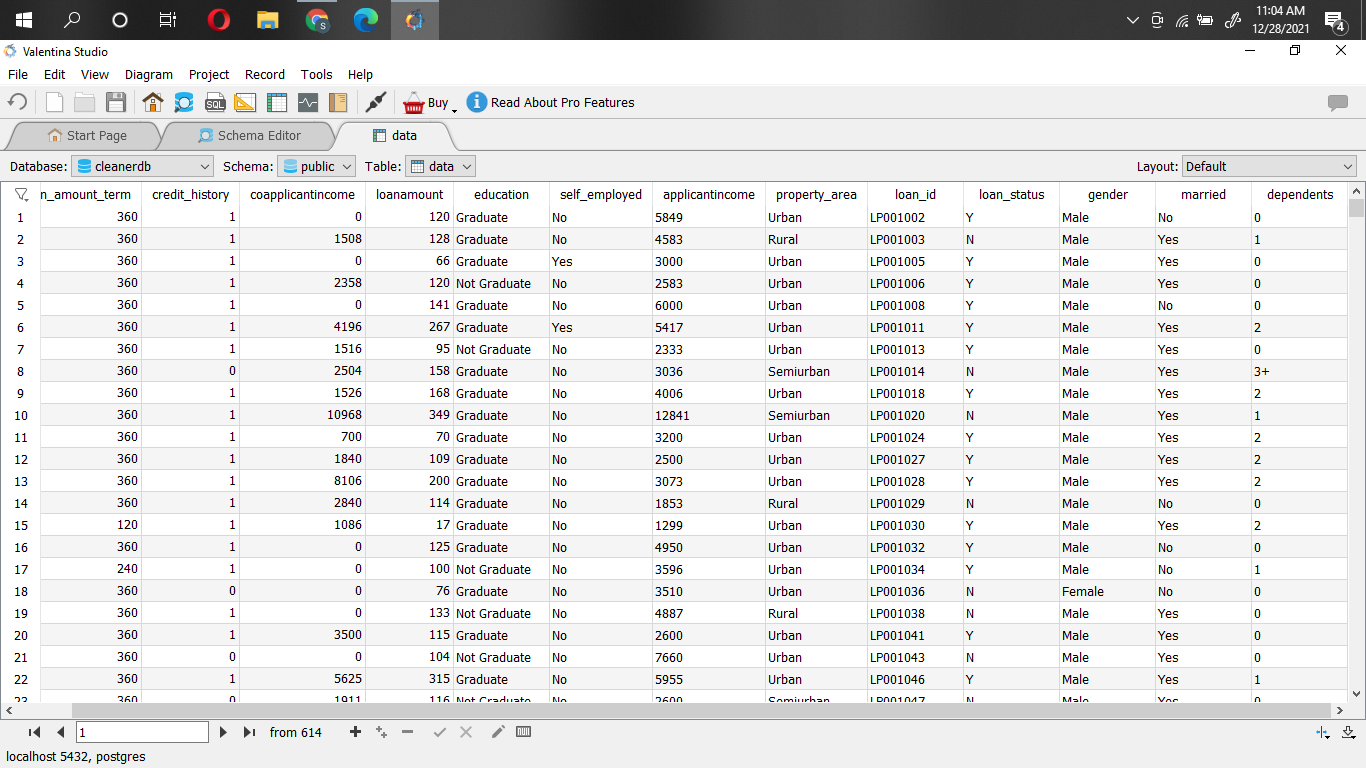 11:04 AM
12/28/2021
4
Valentina Studio
File Edit View Diagram Project Record Tools Help
SQL Buy Read About Pro Features
Start Page Schema Editor data
Database: cleanerdb Schema: public Table: data Layout: Default
n_amount_term credit_history coapplicantincome loanamount education self_employed applicantincome property_area loan_id loan_status gender married dependents
1 360 1 0 120 Graduate No 5849 Urban LP001002 Y Male No 0
2 360 1 1508 128 Graduate No 4583 Rural LP001003 N Male Yes 1
3 360 1 0 66 Graduate Yes 3000 Urban LP001005 Y Male Yes 0
4 360 1 2358 120 Not Graduate No 2583 Urban LP001006 Y Male Yes 0
5 360 1 0 141 Graduate No 6000 Urban LP001008 Y Male No 0
6 360 1 4196 267 Graduate Yes 5417 Urban LP001011 Y Male Yes 2
7 360 1 1516 95 Not Graduate No 2333 Urban LP001013 Y Male Yes 0
8 360 0 2504 158 Graduate No 3036 Semiurban LP001014 N Male Yes 3+
9 360 1 1526 168 Graduate No 4006 Urban LP001018 Y Male Yes 2
10 360 1 10968 349 Graduate No 12841 Semiurban LP001020 N Male Yes 1
11 360 1 700 70 Graduate No 3200 Urban LP001024 Y Male Yes 2
12 360 1 1840 109 Graduate No 2500 Urban LP001027 Y Male Yes 2
13 360 1 8106 200 Graduate No 3073 Urban LP001028 Y Male Yes 2
14 360 1 2840 114 Graduate No 1853 Rural LP001029 N Male No 0
15 120 1 1086 17 Graduate No 1299 Urban LP001030 Y Male Yes 2
16 360 1 0 125 Graduate No 4950 Urban LP001032 Y Male No 0
17 240 1 0 100 Not Graduate No 3596 Urban LP001034 Y Male No 1
18 360 0 0 76 Graduate No 3510 Urban LP001036 N Female No 0
19 360 1 0 133 Not Graduate No 4887 Rural LP001038 N Male Yes 0
20 360 1 3500 115 Graduate No 2600 Urban LP001041 Y Male Yes 0
21 360 0 0 104 Not Graduate No 7660 Urban LP001043 N Male Yes 0
22 360 1 5625 315 Graduate No 5955 Urban LP001046 Y Male Yes 1
23 360 0 1911 116 Not Graduate No 2600 Semiurban LP001047 N Male Yes 0
1 from 614
localhost 5432, postgres